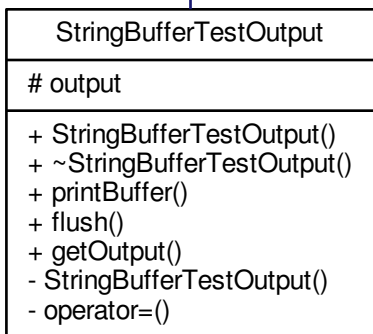 StringBufferTestOutput
# output
+ StringBufferTestOutput()
+ ~StringBufferTestOutput()
+ printBuffer()
+ flush()
+ getOutput()
- StringBufferTestOutput()
- operator=()